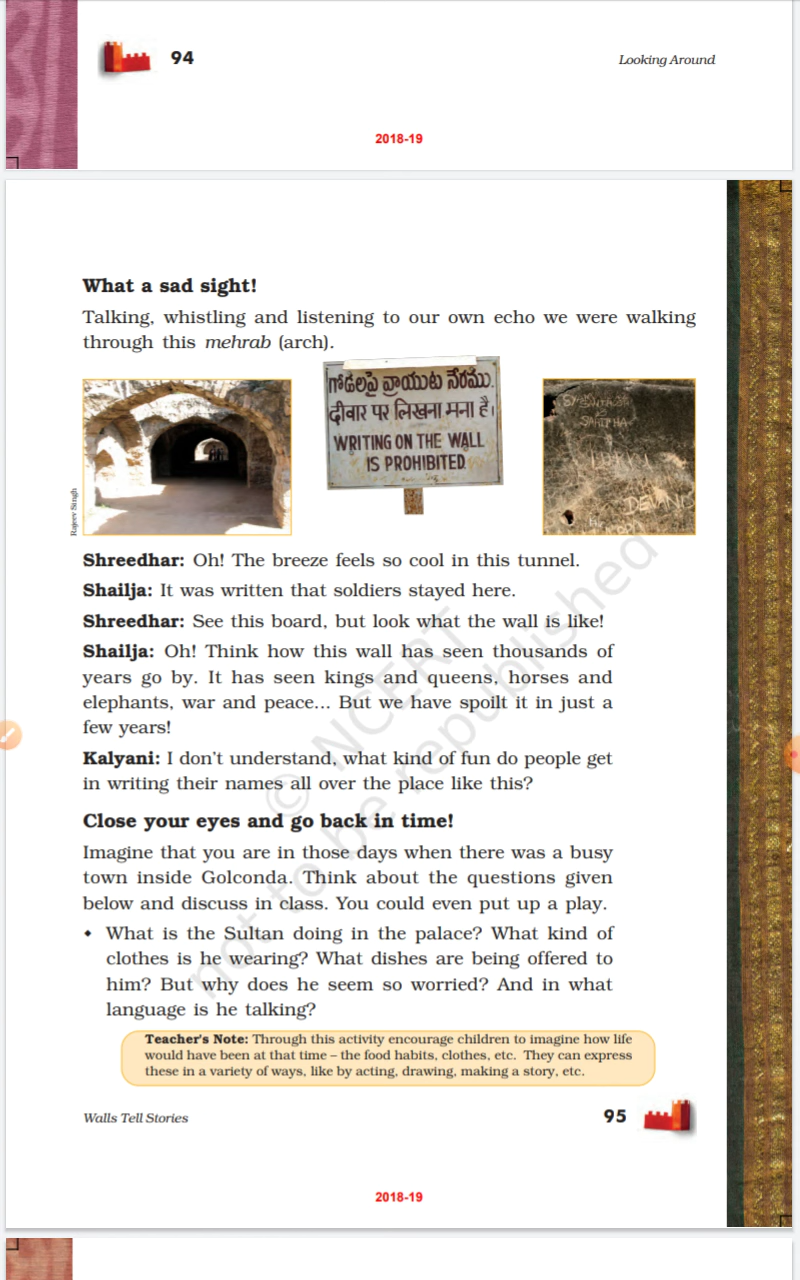 94
Looking Around
2018-19
What a sad sight!
Talking, whistling and listening to our own echo we were walking
through this mehrab (arch).
గోడలపై వ్రాయుట నేరము.
दीवार पर लिखना मना है।
WRITING ON THE WALL
IS PROHIBITED
SAHITHA
Rajeev Singh
Shreedhar: Oh! The breeze feels so cool in this tunnel.
Shailja: It was written that soldiers stayed here.
Shreedhar: See this board, but look what the wall is like!
Shailja: Oh! Think how this wall has seen thousands of
years go by. It has seen kings and queens, horses and
elephants, war and peace... But we have spoilt it in just a
few years!
Kalyani: I don't understand, what kind of fun do people get
in writing their names all over the place like this?
Close your eyes and go back in time!
Imagine that you are in those days when there was a busy
town inside Golconda. Think about the questions given
below and discuss in class. You could even put up a play.
• What is the Sultan doing in the palace? What kind of
clothes is he wearing? What dishes are being offered to
him? But why does he seem so worried? And in what
language is he talking?
Teacher's Note: Through this activity encourage children to imagine how life
would have been at that time – the food habits, clothes, etc. They can express
these in a variety of ways, like by acting, drawing, making a story, etc.
Walls Tell Stories
95
2018-19
© NCERT
not to be republished